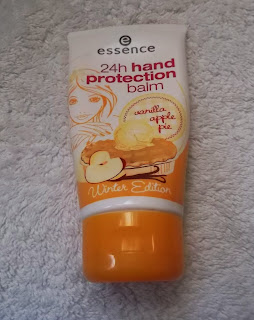 essence
24h hand
protection
balm
vanilla
apple
pie
Winter Edition